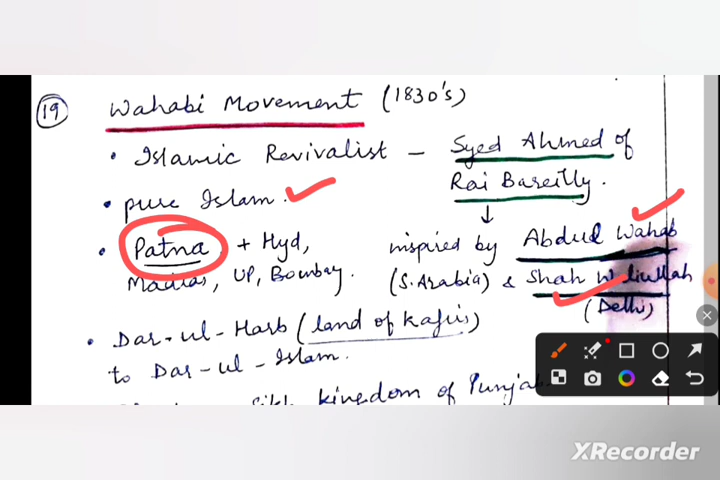 19 Wahabi Movement (1830's)
• Islamic Revivalist – Syed Ahmed of
Rai Bareilly.
• pure Islam.
• Patna + Hyd, inspired by Abdul Wahab
Madras, UP, Bombay. (S. Arabia) & Shah Waliullah
(Delhi)
• Dar-ul-Harb (land of Kafirs)
to Dar-ul-Islam.
kingdom of Punjab
XRecorder